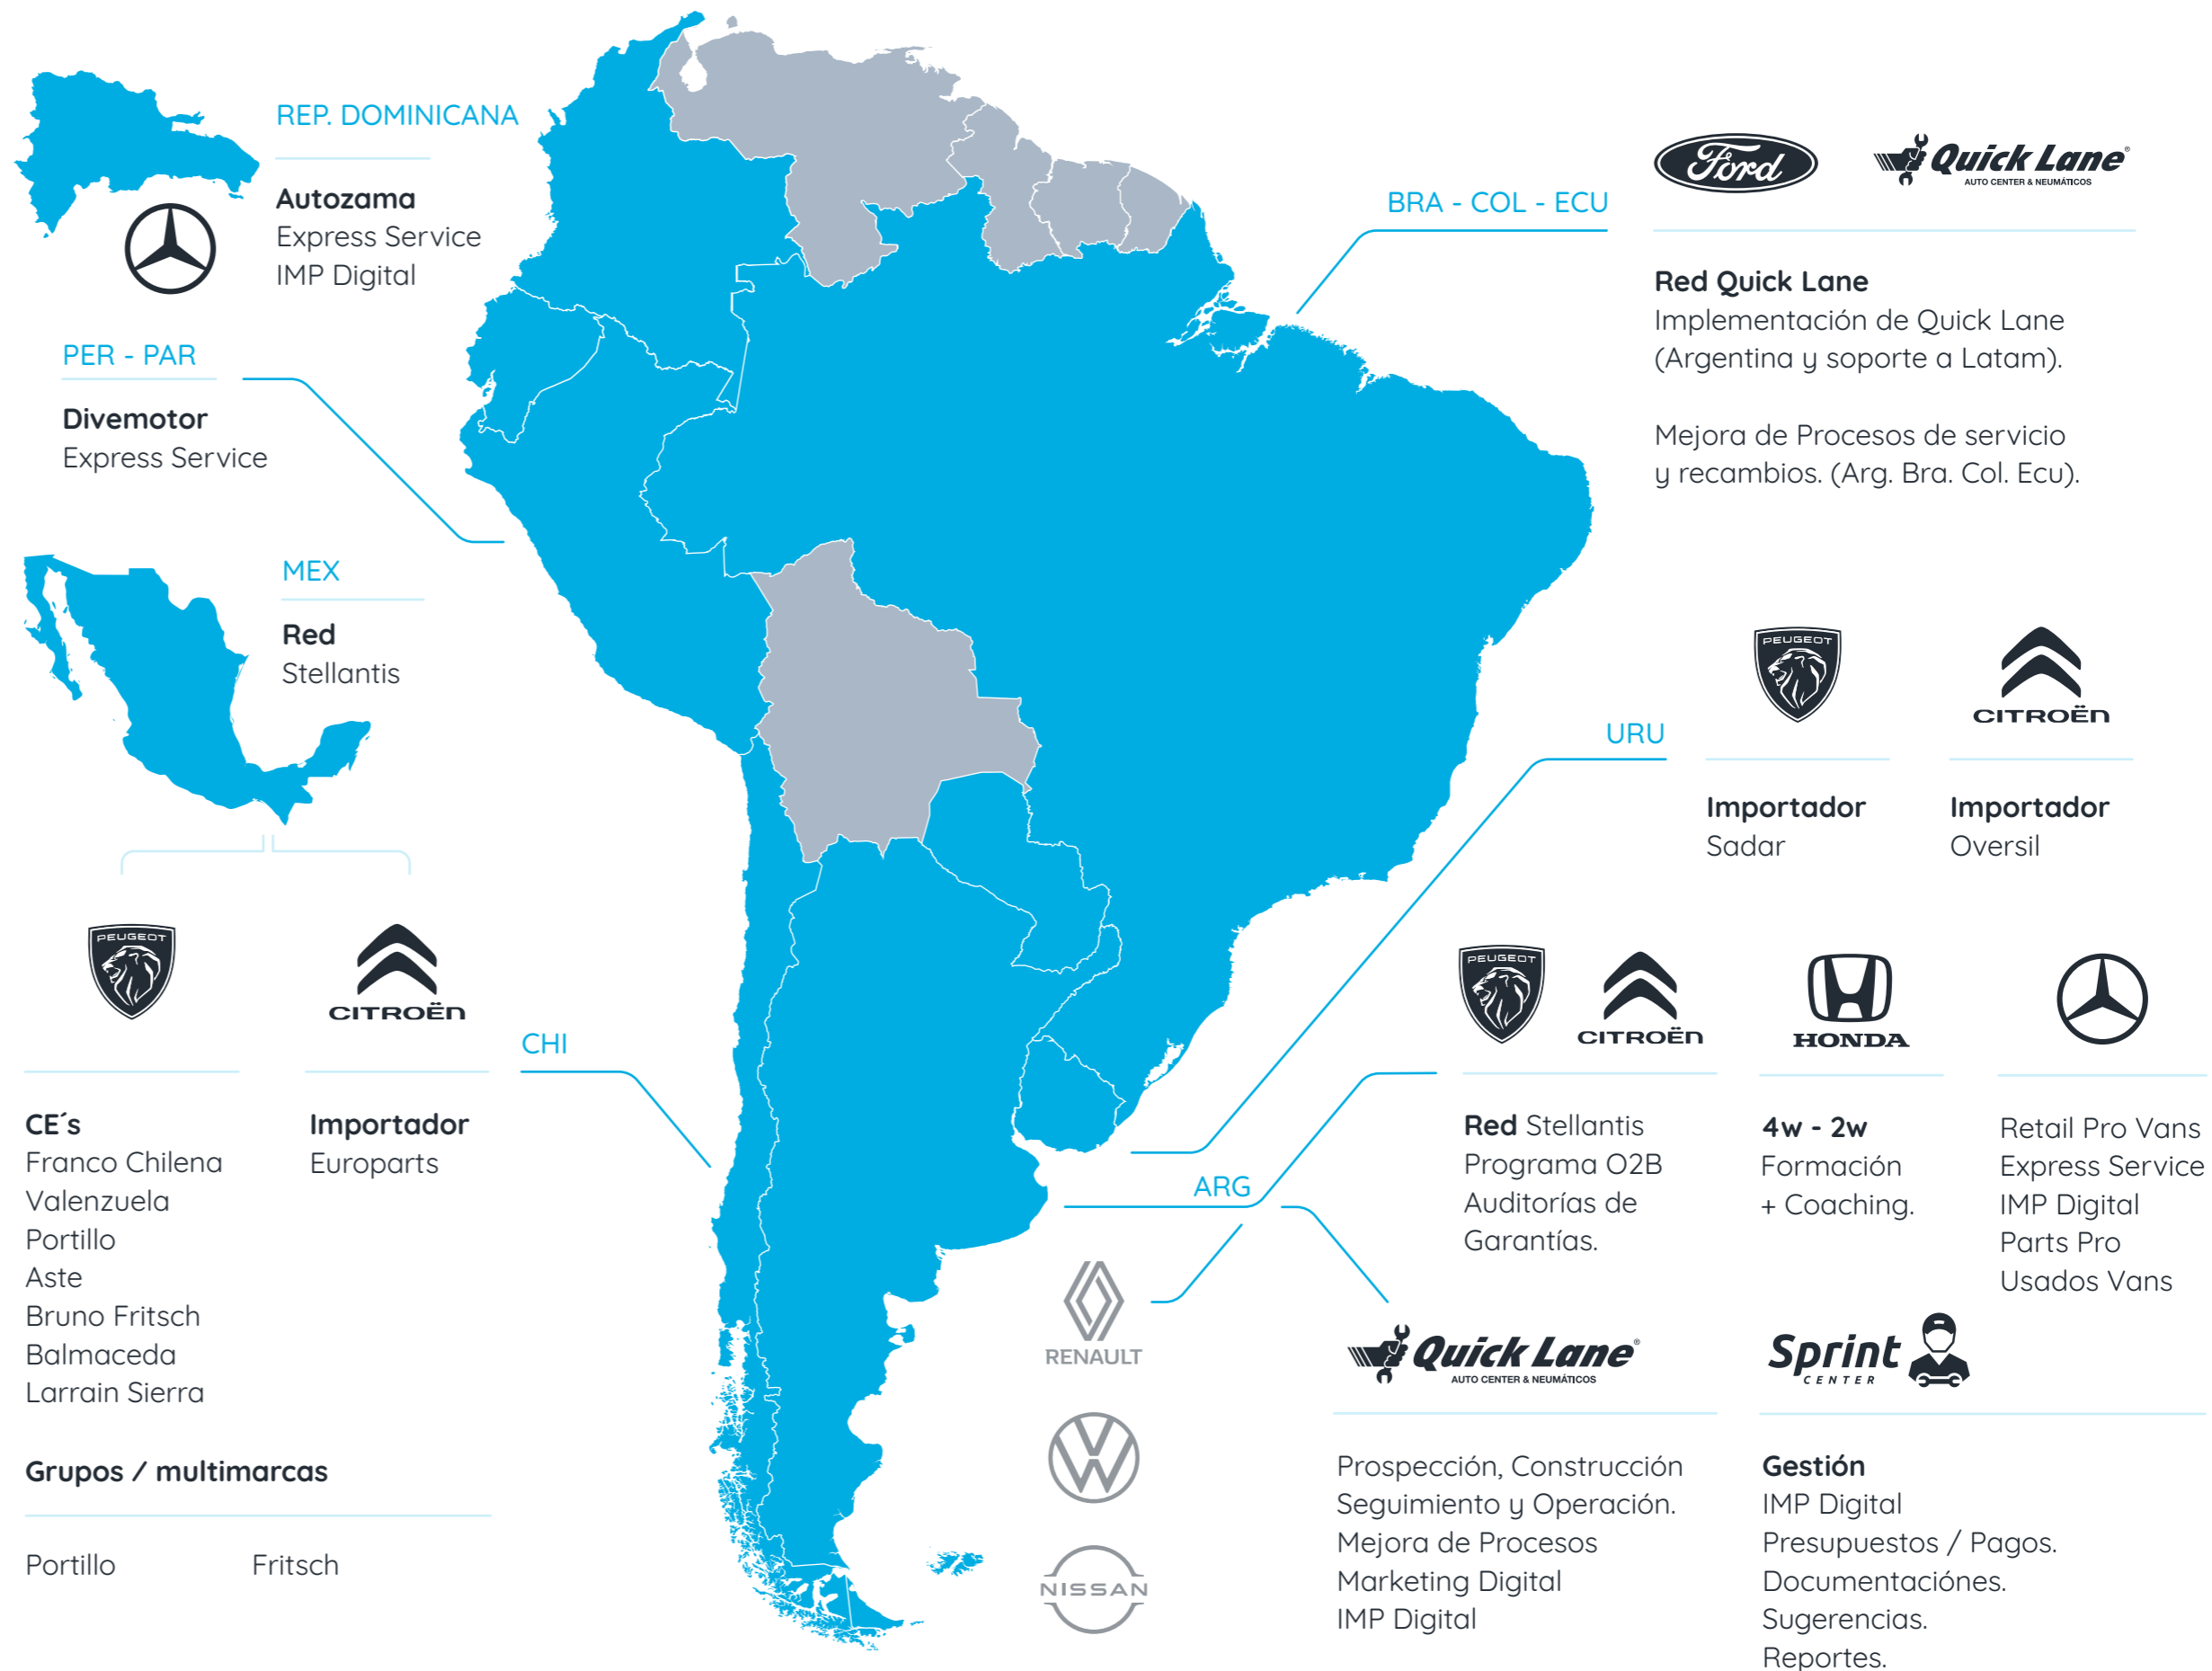 REP. DOMINICANA
Autozama
Express Service
IMP Digital
PER - PAR
Divemotor
Express Service
MEX
Red
Stellantis
PEUGEOT
CITROËN
CHI
CE´s
Franco Chilena
Valenzuela
Portillo
Aste
Bruno Fritsch
Balmaceda
Larrain Sierra
Importador
Europarts
Grupos / multimarcas
Portillo
Fritsch
BRA - COL - ECU
Ford
Quick Lane®
AUTO CENTER & NEUMÁTICOS
Red Quick Lane
Implementación de Quick Lane
(Argentina y soporte a Latam).
Mejora de Procesos de servicio
y recambios. (Arg. Bra. Col. Ecu).
URU
PEUGEOT
CITROËN
Importador
Sadar
Importador
Oversil
ARG
PEUGEOT
CITROËN
HONDA
Red Stellantis
Programa O2B
Auditorías de
Garantías.
4w - 2w
Formación
+ Coaching.
Retail Pro Vans
Express Service
IMP Digital
Parts Pro
Usados Vans
RENAULT
NISSAN
Quick Lane®
AUTO CENTER & NEUMÁTICOS
Prospección, Construcción
Seguimiento y Operación.
Mejora de Procesos
Marketing Digital
IMP Digital
Sprint
CENTER
Gestión
IMP Digital
Presupuestos / Pagos.
Documentaciónes.
Sugerencias.
Reportes.